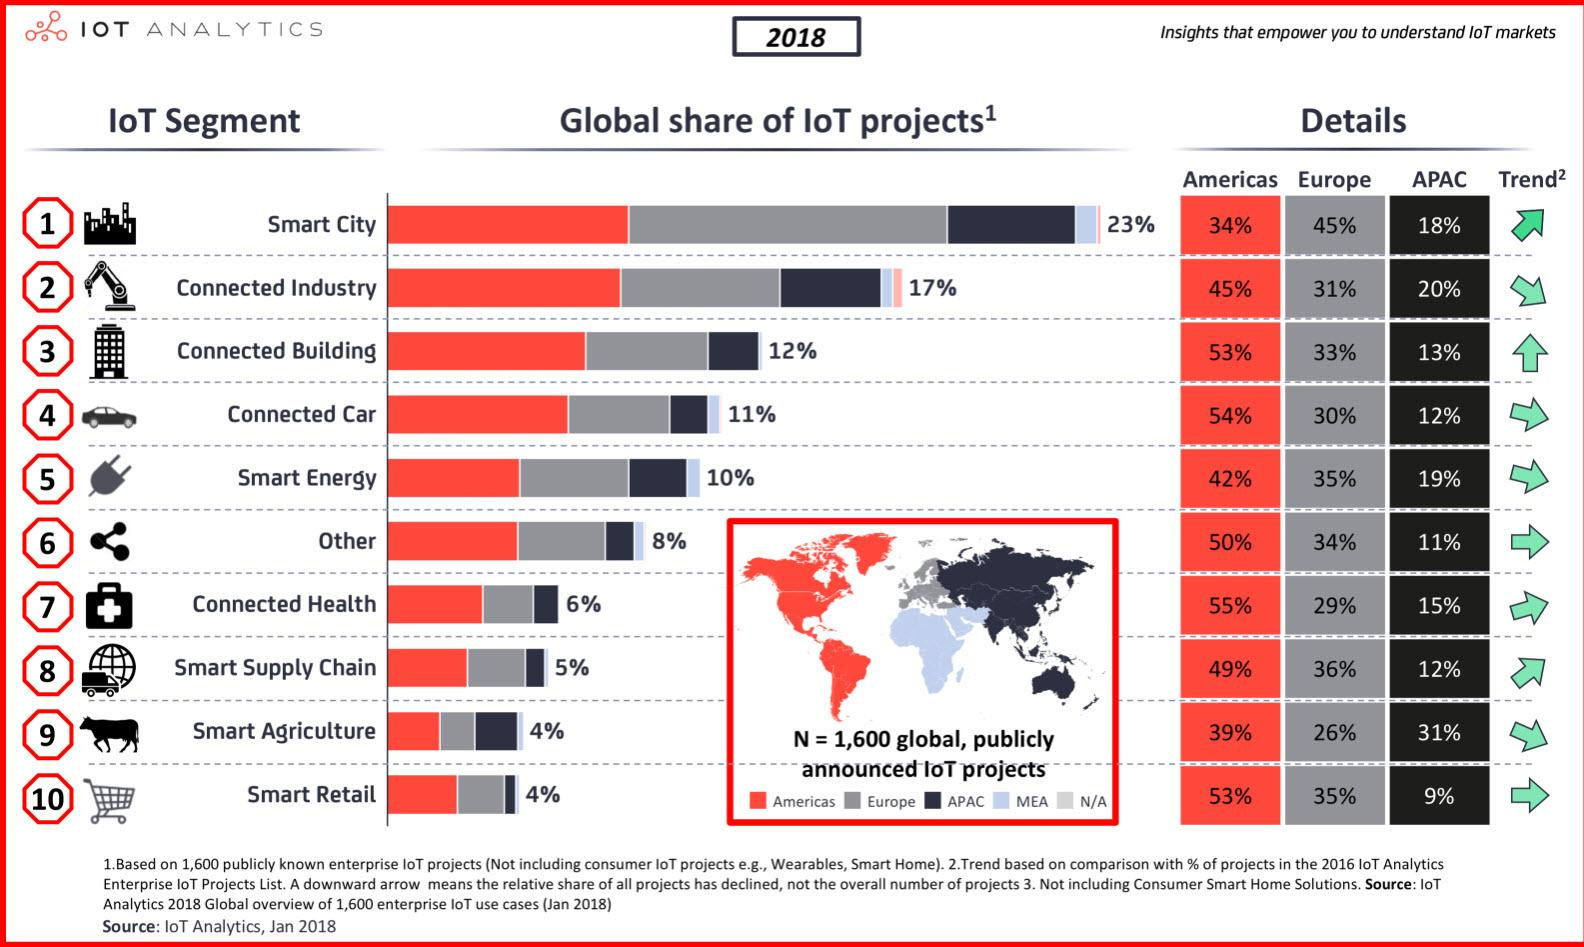 IOT ANALYTICS
2018
Insights that empower you to understand IoT markets
IoT Segment
Global share of IoT projects1
Details
Americas Europe APAC Trend2
1 Smart City 23% 34% 45% 18%
2 Connected Industry 17% 45% 31% 20%
3 Connected Building 12% 53% 33% 13%
4 Connected Car 11% 54% 30% 12%
5 Smart Energy 10% 42% 35% 19%
6 Other 8% 50% 34% 11%
7 Connected Health 6% 55% 29% 15%
8 Smart Supply Chain 5% 49% 36% 12%
9 Smart Agriculture 4% 39% 26% 31%
10 Smart Retail 4% 53% 35% 9%
N = 1,600 global, publicly
announced IoT projects
Americas Europe APAC MEA N/A
1.Based on 1,600 publicly known enterprise IoT projects (Not including consumer IoT projects e.g., Wearables, Smart Home). 2.Trend based on comparison with % of projects in the 2016 IoT Analytics
Enterprise IoT Projects List. A downward arrow means the relative share of all projects has declined, not the overall number of projects 3. Not including Consumer Smart Home Solutions. Source: IoT
Analytics 2018 Global overview of 1,600 enterprise IoT use cases (Jan 2018)
Source: IoT Analytics, Jan 2018